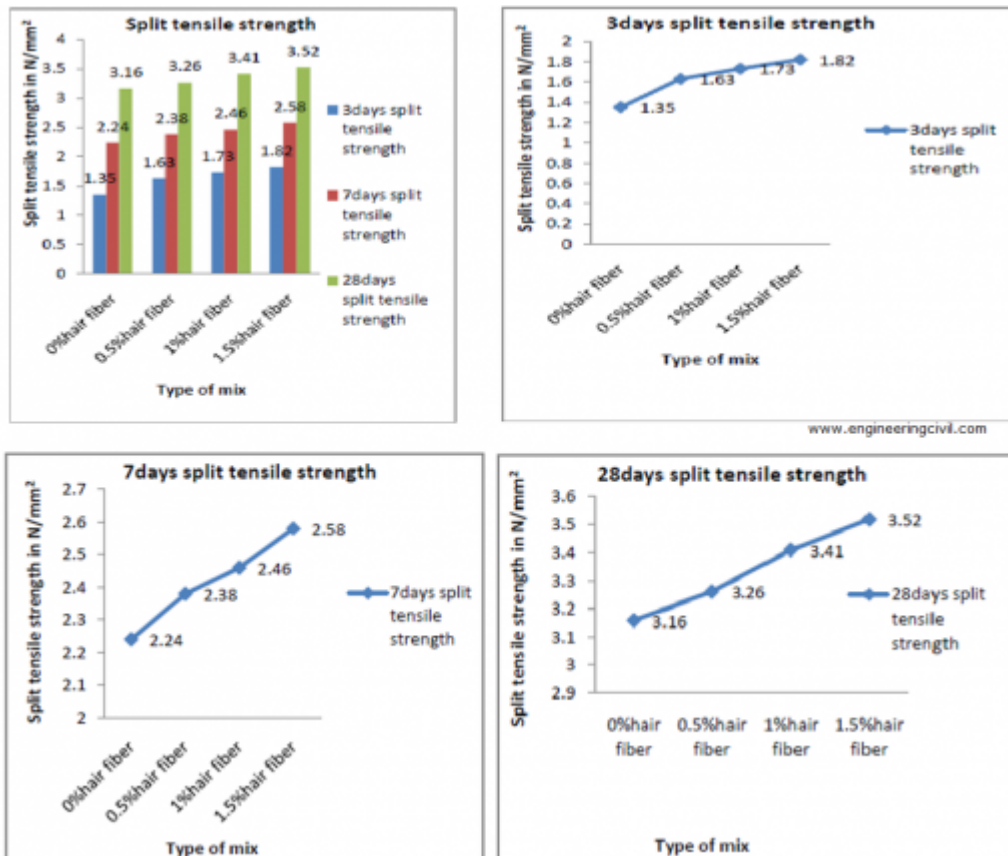 Split tensile strength
Split tensile strength in N/mm²
4
3.5
3
2.5
2
1.5
1
0.5
0
1.35
2.24
3.16
1.63
2.38
3.26
1.73
2.46
3.41
1.82
2.58
3.52
0%hair fiber
0.5%hair fiber
1%hair fiber
1.5%hair fiber
Type of mix
3days split
tensile
strength
7days split
tensile
strength
28days
split tensile
strength
3days split tensile strength
Split tensile strength in N/mm²
2
1.8
1.6
1.4
1.2
1
0.8
0.6
0.4
0.2
0
1.35
1.63
1.73
1.82
0%hair fiber
0.5%hair fiber
1%hair fiber
1.5%hair fiber
Type of mix
3days split
tensile
strength
www.engineeringcivil.com
7days split tensile strength
Split tensile strength in N/mm²
2.7
2.6
2.5
2.4
2.3
2.2
2.1
2
2.24
2.38
2.46
2.58
0%hair fiber
0.5%hair fiber
1%hair fiber
1.5%hair fiber
Type of mix
7days split
tensile
strength
28days split tensile strength
Split tensile strength in N/mm²
3.6
3.5
3.4
3.3
3.2
3.1
3
2.9
3.16
3.26
3.41
3.52
0%hair
fiber
0.5%hair
fiber
1%hair
fiber
1.5%hair
fiber
Type of mix
28days split
tensile
strength